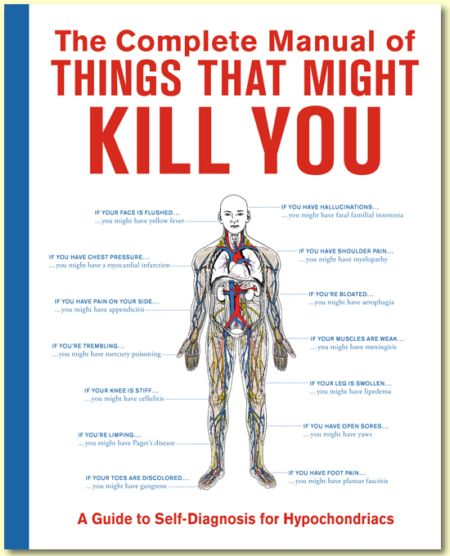 The Complete Manual of
THINGS THAT MIGHT
KILL YOU
IF YOUR FACE IS FLUSHED...
...you might have yellow fever
IF YOU HAVE HALLUCINATIONS...
...you might have fatal familial insomnia
IF YOU HAVE CHEST PRESSURE...
...you might have a myocardial infarction
IF YOU HAVE SHOULDER PAIN...
...you might have myelopathy
IF YOU HAVE PAIN ON YOUR SIDE...
...you might have appendicitis
IF YOU'RE BLOATED...
...you might have aerophagia
IF YOU'RE TREMBLING...
...you might have mercury poisoning
IF YOUR MUSCLES ARE WEAK...
...you might have meningitis
IF YOUR KNEE IS STIFF...
...you might have cellulitis
IF YOUR LEG IS SWOLLEN...
...you might have lipedema
IF YOU'RE LIMPING...
...you might have Paget's disease
IF YOU HAVE OPEN SORES...
...you might have yaws
IF YOUR TOES ARE DISCOLORED...
...you might have gangrene
IF YOU HAVE FOOT PAIN...
...you might have plantar fasciitis
A Guide to Self-Diagnosis for Hypochondriacs